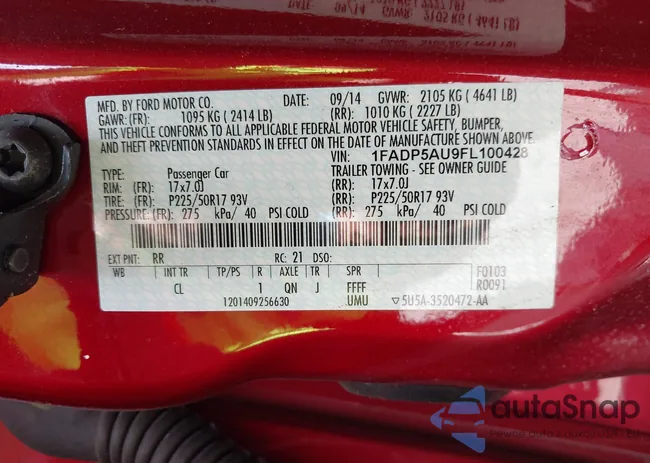 MFD. BY FORD MOTOR CO. DATE: 09/14 GVWR: 2105 KG ( 4641 LB)
GAWR: (FR): 1095 KG ( 2414 LB) (RR): 1010 KG ( 2227 LB)
THIS VEHICLE CONFORMS TO ALL APPLICABLE FEDERAL MOTOR VEHICLE SAFETY, BUMPER,
AND THEFT PREVENTION STANDARDS IN EFFECT ON THE DATE OF MANUFACTURE SHOWN ABOVE.
VIN: 1FADP5AU9FL100428
TYPE: Passenger Car TRAILER TOWING - SEE OWNER GUIDE
RIM: (FR): 17x7.0J (RR): 17x7.0J
TIRE: (FR): P225/50R17 93V (RR): P225/50R17 93V
PRESSURE: (FR): 275 kPa/ 40 PSI COLD (RR): 275 kPa/ 40 PSI COLD
EXT PNT: RR RC: 21 DSO:
WB INT TR TP/PS R AXLE TR SPR F0103
CL 1 QN J FFFF R0091
1201409256630 UMU ▽5U5A-3520472-AA
autaSnap